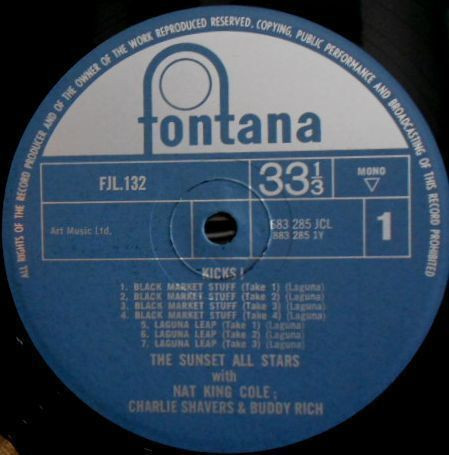 ALL RIGHTS OF THE RECORD PRODUCER AND OF THE OWNER OF THE WORK REPRODUCED RESERVED. COPYING, PUBLIC PERFORMANCE AND BROADCASTING OF THIS RECORD PROHIBITED
fontana
FJL.132
33⅓
MONO
Art Music Ltd.
683 285 JCL
883 285 1Y
1
KICKS!
1. BLACK MARKET STUFF (Take 1) (Laguna)
2. BLACK MARKET STUFF (Take 2) (Laguna)
3. BLACK MARKET STUFF (Take 3) (Laguna)
4. BLACK MARKET STUFF (Take 4) (Laguna)
5. LAGUNA LEAP (Take 1) (Laguna)
6. LAGUNA LEAP (Take 2) (Laguna)
7. LAGUNA LEAP (Take 3) (Laguna)
THE SUNSET ALL STARS
with
NAT KING COLE;
CHARLIE SHAVERS & BUDDY RICH